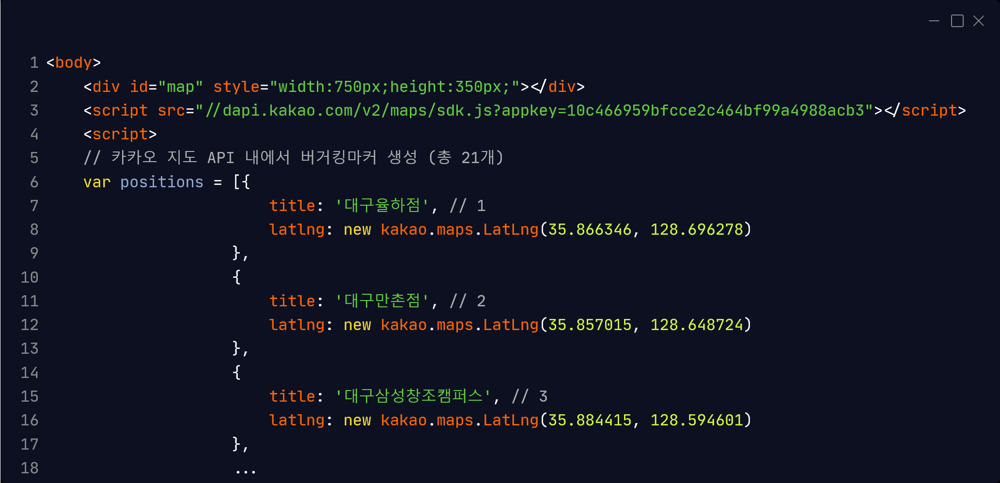 1 <body>
2     <div id="map" style="width:750px;height:350px;"></div>
3     <script src="//dapi.kakao.com/v2/maps/sdk.js?appkey=10c466959bfcce2c464bf99a4988acb3"></script>
4     <script>
5     // 카카오 지도 API 내에서 버거킹마커 생성 (총 21개)
6     var positions = [{
7                         title: '대구율하점', // 1
8                         latlng: new kakao.maps.LatLng(35.866346, 128.696278)
9                     },
10                     {
11                         title: '대구만촌점', // 2
12                         latlng: new kakao.maps.LatLng(35.857015, 128.648724)
13                     },
14                     {
15                         title: '대구삼성창조캠퍼스', // 3
16                         latlng: new kakao.maps.LatLng(35.884415, 128.594601)
17                     },
18                     ...